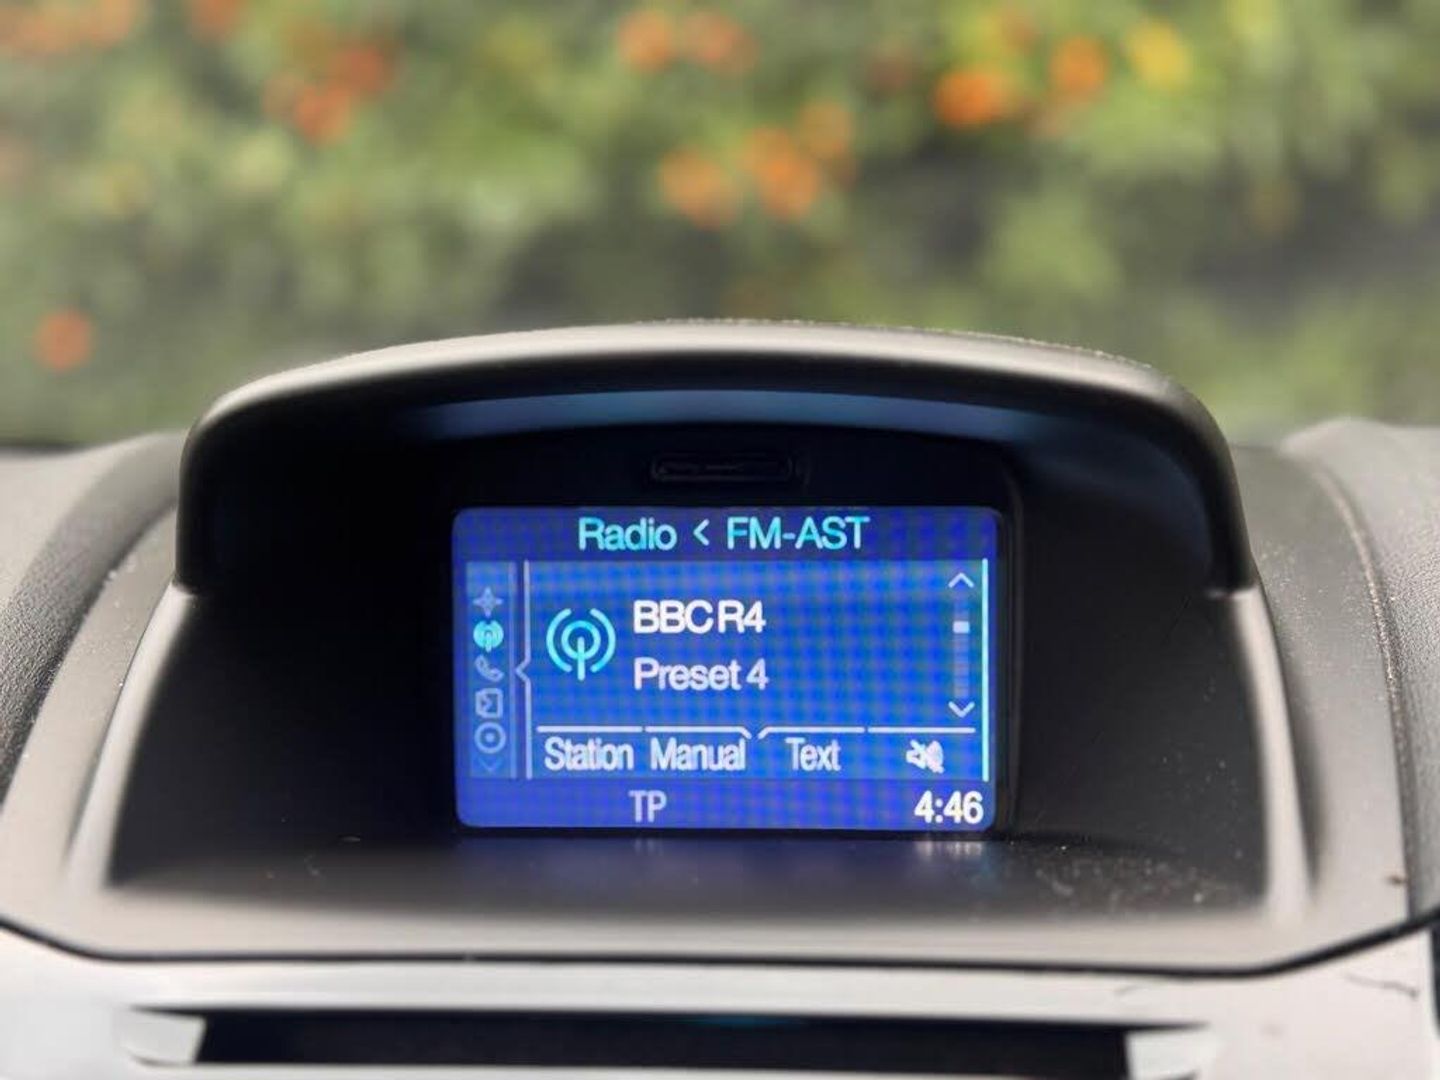 Radio < FM-AST
BBC R4
Preset 4
Station Manual Text
TP 4:46